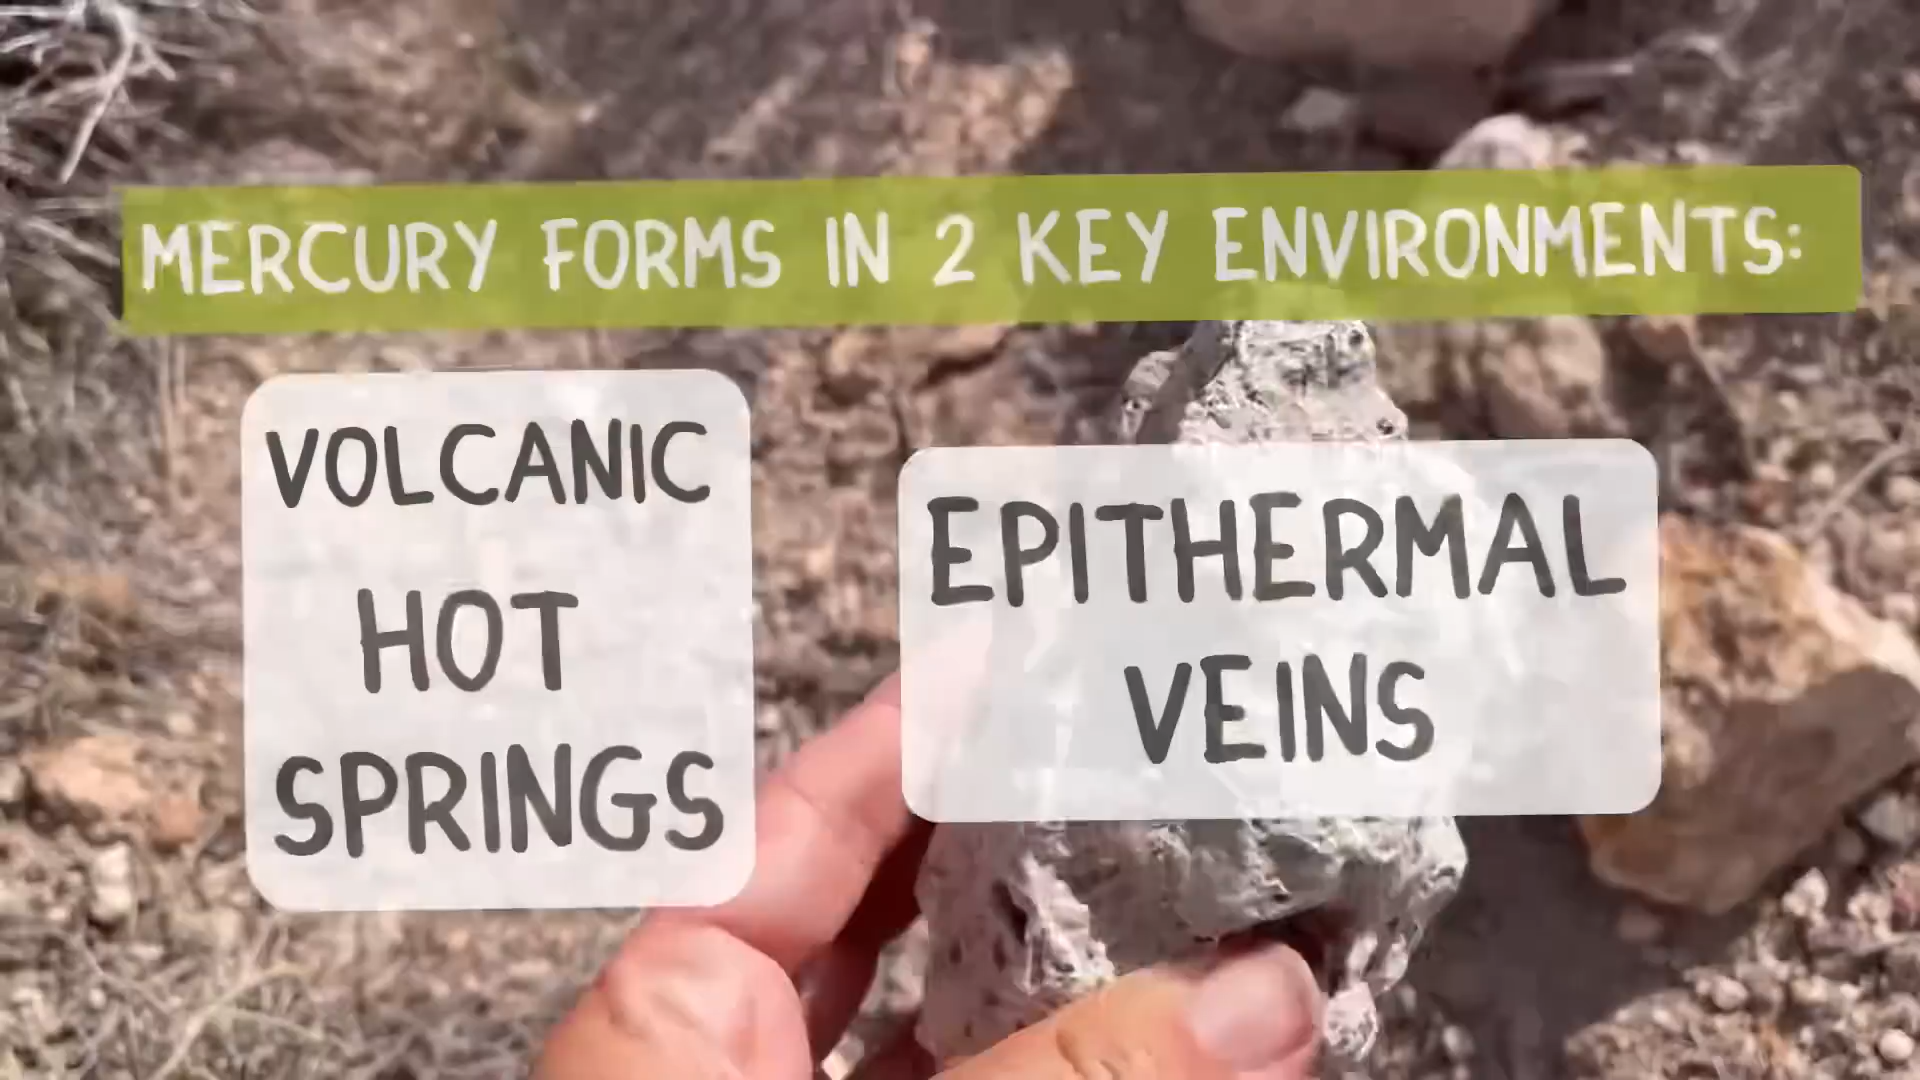 MERCURY FORMS IN 2 KEY ENVIRONMENTS:
VOLCANIC
HOT
SPRINGS
EPITHERMAL
VEINS